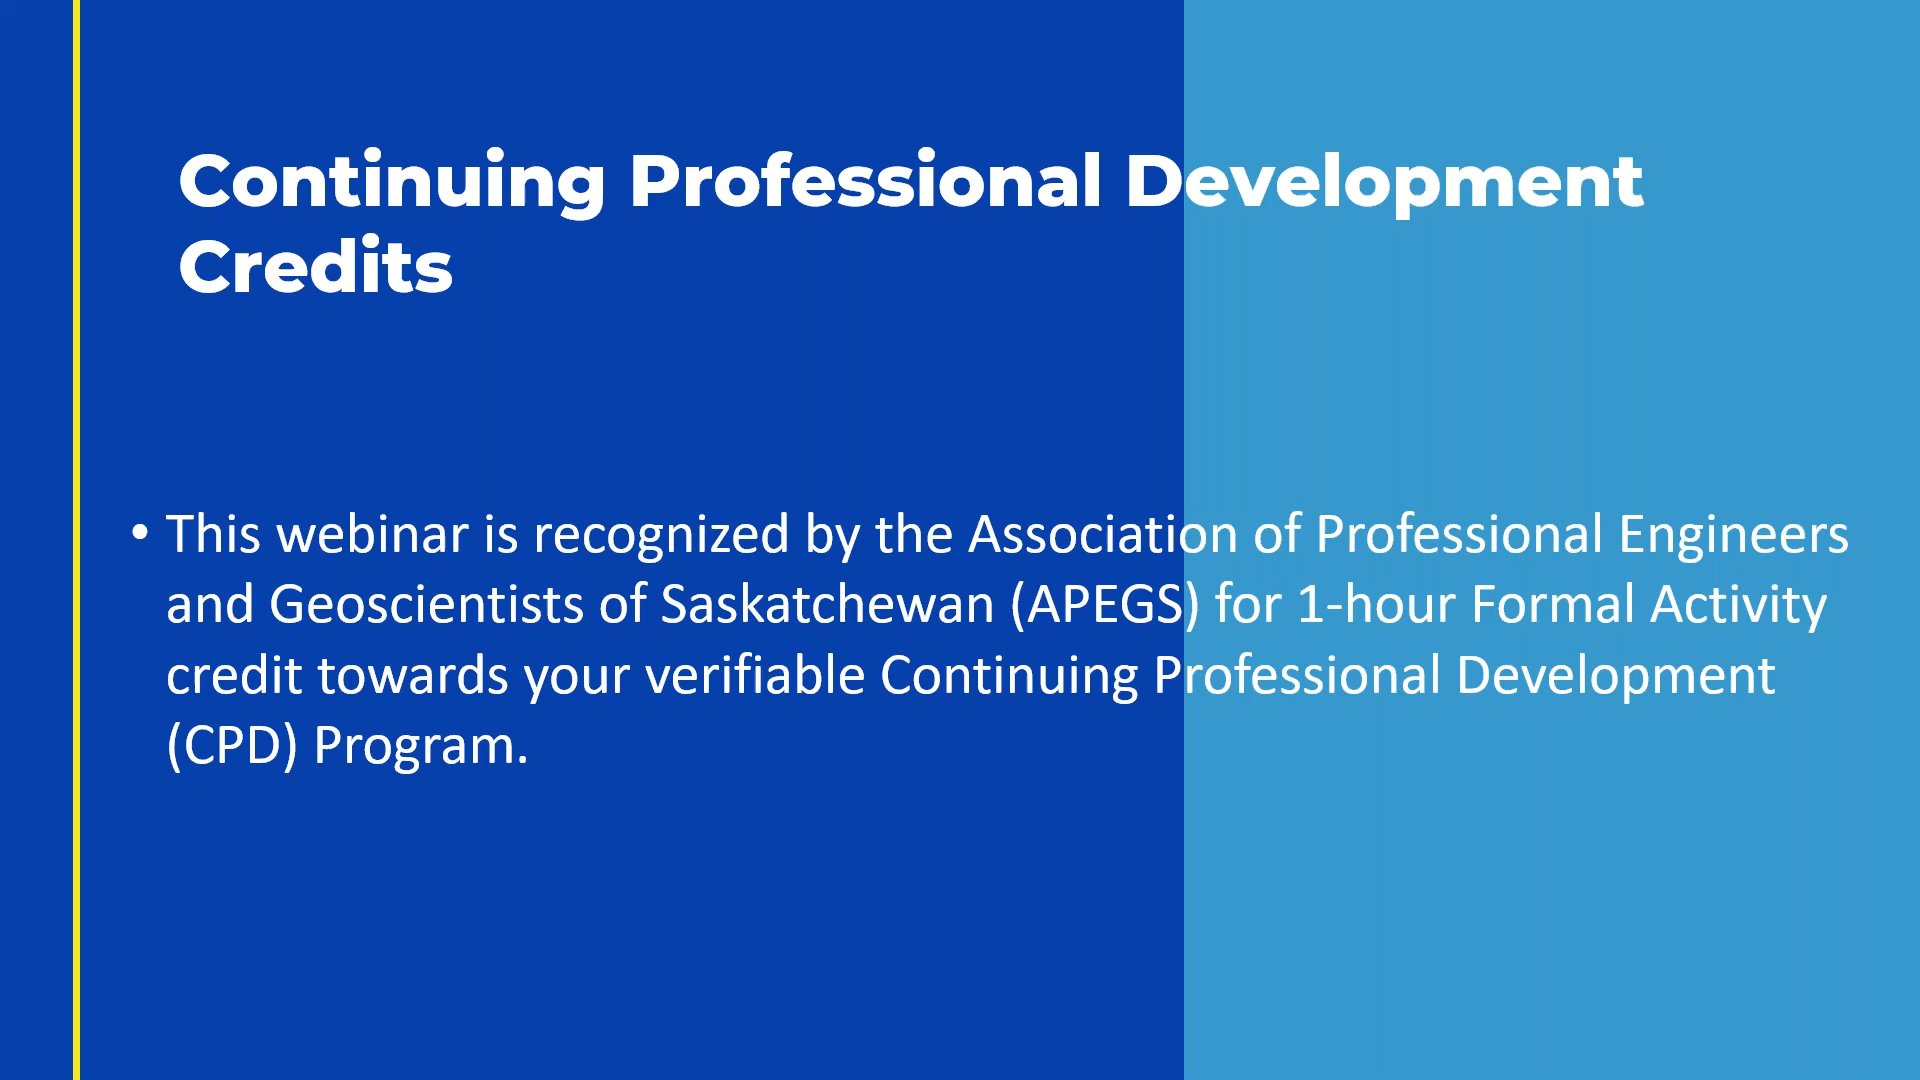 Continuing Professional Development
Credits
• This webinar is recognized by the Association of Professional Engineers
and Geoscientists of Saskatchewan (APEGS) for 1-hour Formal Activity
credit towards your verifiable Continuing Professional Development
(CPD) Program.